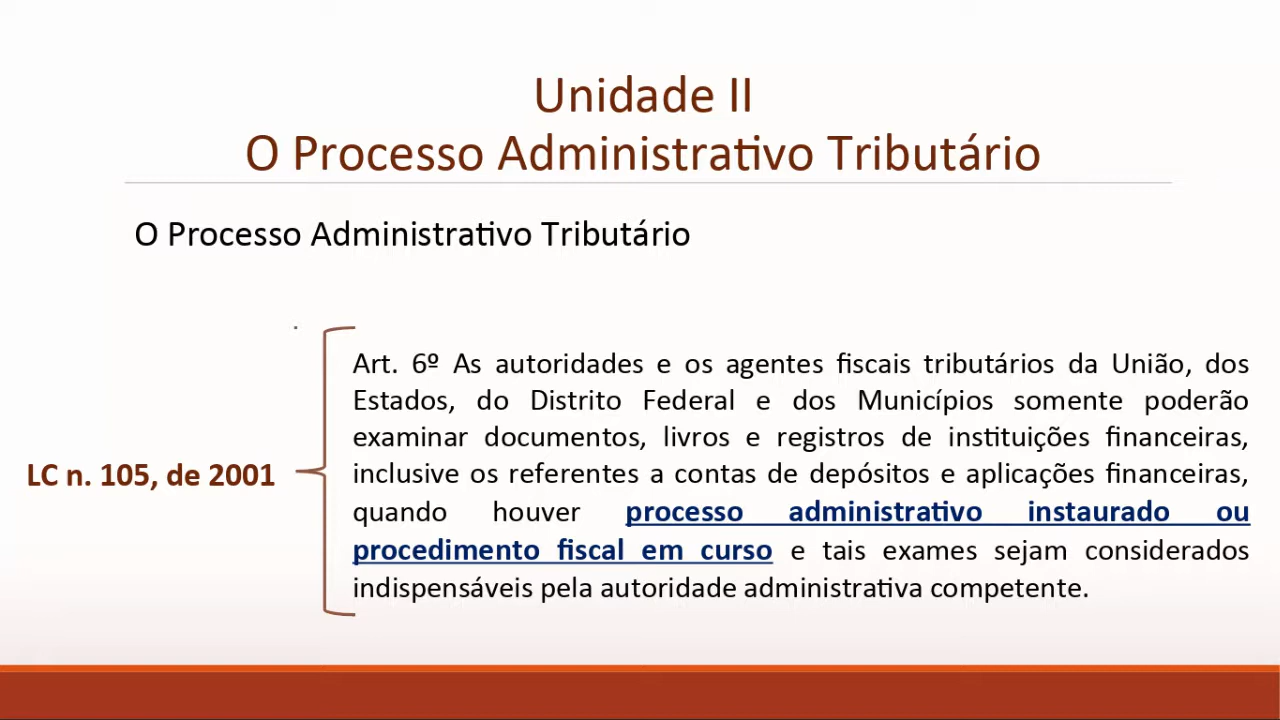 Unidade II
O Processo Administrativo Tributário
O Processo Administrativo Tributário
.
LC n. 105, de 2001
Art. 6º As autoridades e os agentes fiscais tributários da União, dos
Estados, do Distrito Federal e dos Municípios somente poderão
examinar documentos, livros e registros de instituições financeiras,
inclusive os referentes a contas de depósitos e aplicações financeiras,
quando houver processo administrativo instaurado ou
procedimento fiscal em curso e tais exames sejam considerados
indispensáveis pela autoridade administrativa competente.